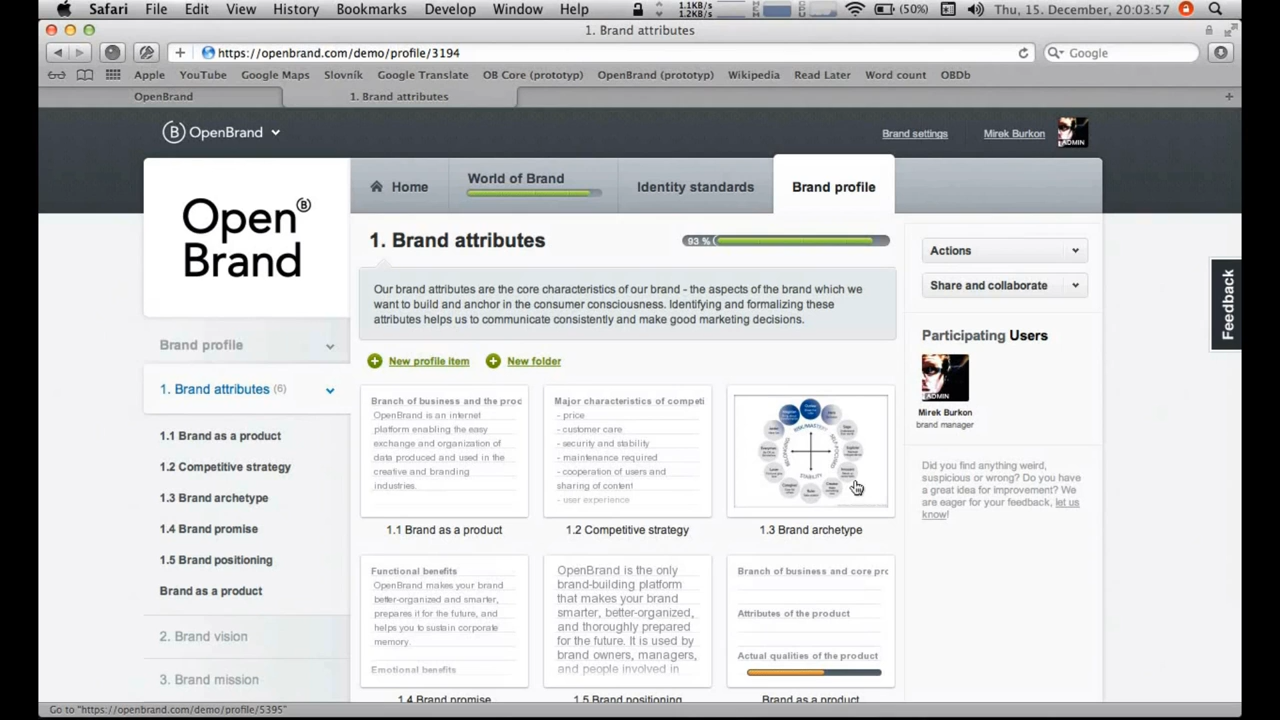 Safari File Edit View History Bookmarks Develop Window Help 1.1KB/s 1.2KB/s (50%) Thu, 15. December, 20:03:57
1. Brand attributes
https://openbrand.com/demo/profile/3194
Google
Apple YouTube Google Maps Slovník Google Translate OB Core (prototyp) OpenBrand (prototyp) Wikipedia Read Later Word count OBDb
OpenBrand 1. Brand attributes
B OpenBrand
Brand settings Mirek Burkon
ADMIN
Open B
Brand
Home World of Brand Identity standards Brand profile
1. Brand attributes
93 %
Our brand attributes are the core characteristics of our brand - the aspects of the brand which we
want to build and anchor in the consumer consciousness. Identifying and formalizing these
attributes helps us to communicate consistently and make good marketing decisions.
New profile item New folder
Brand profile
1. Brand attributes (6)
1.1 Brand as a product
1.2 Competitive strategy
1.3 Brand archetype
1.4 Brand promise
1.5 Brand positioning
Brand as a product
2. Brand vision
3. Brand mission
Branch of business and the proc
OpenBrand is an internet
platform enabling the easy
exchange and organization of
data produced and used in the
creative and branding
industries.
1.1 Brand as a product
Major characteristics of competi
- price
- customer care
- security and stability
- maintenance required
- cooperation of users and
sharing of content
- user experience
1.2 Competitive strategy
RISK/MASTERY
BELONGING
STABILITY
1.3 Brand archetype
Functional benefits
OpenBrand makes your brand
better-organized and smarter,
prepares it for the future, and
helps you to sustain corporate
memory.
Emotional benefits
1.4 Brand promise
OpenBrand is the only
brand-building platform
that makes your brand
smarter, better-organized,
and thoroughly prepared
for the future. It is used by
brand owners, managers,
and people involved in
1.5 Brand positioning
Branch of business and core prc
Attributes of the product
Actual qualities of the product
Brand as a product
Actions
Share and collaborate
Participating Users
ADMIN
Mirek Burkon
brand manager
Did you find anything weird,
suspicious or wrong? Do you have
a great idea for improvement? We
are eager for your feedback, let us
know!
Feedback
Go to "https://openbrand.com/demo/profile/5395"